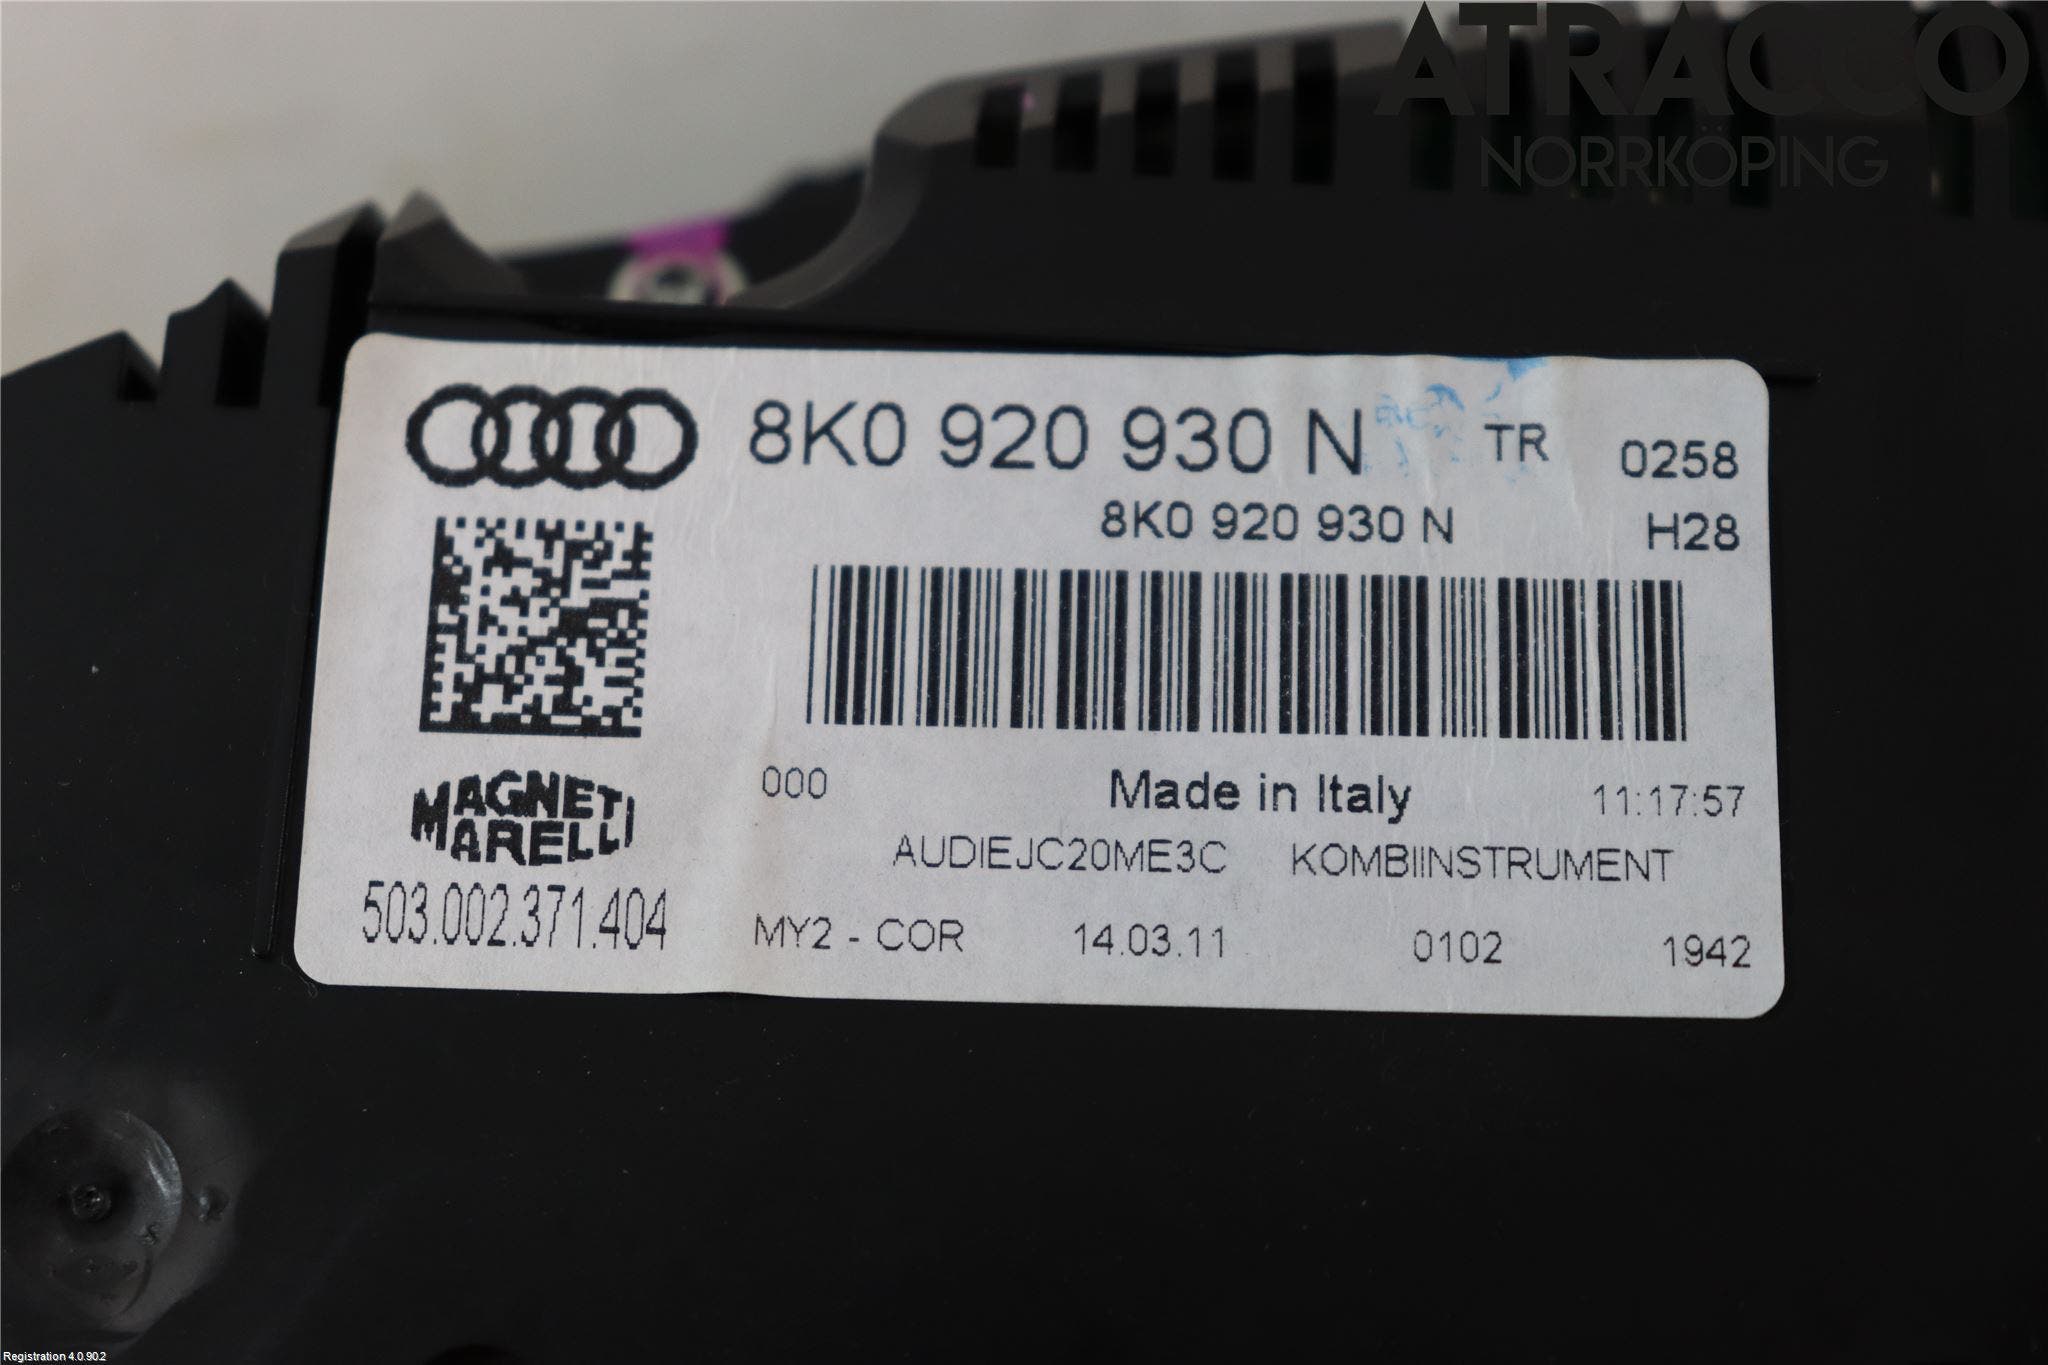 ATRACCO
NORRKÖPING
8K0 920 930 N TR 0258
8K0 920 930 N H28
000 Made in Italy 11:17:57
MAGNETI
MARELLI
AUDIEJC20ME3C KOMBIINSTRUMENT
503.002.371.404
MY2 - COR 14.03.11 0102 1942
Registration 4.0.90.2